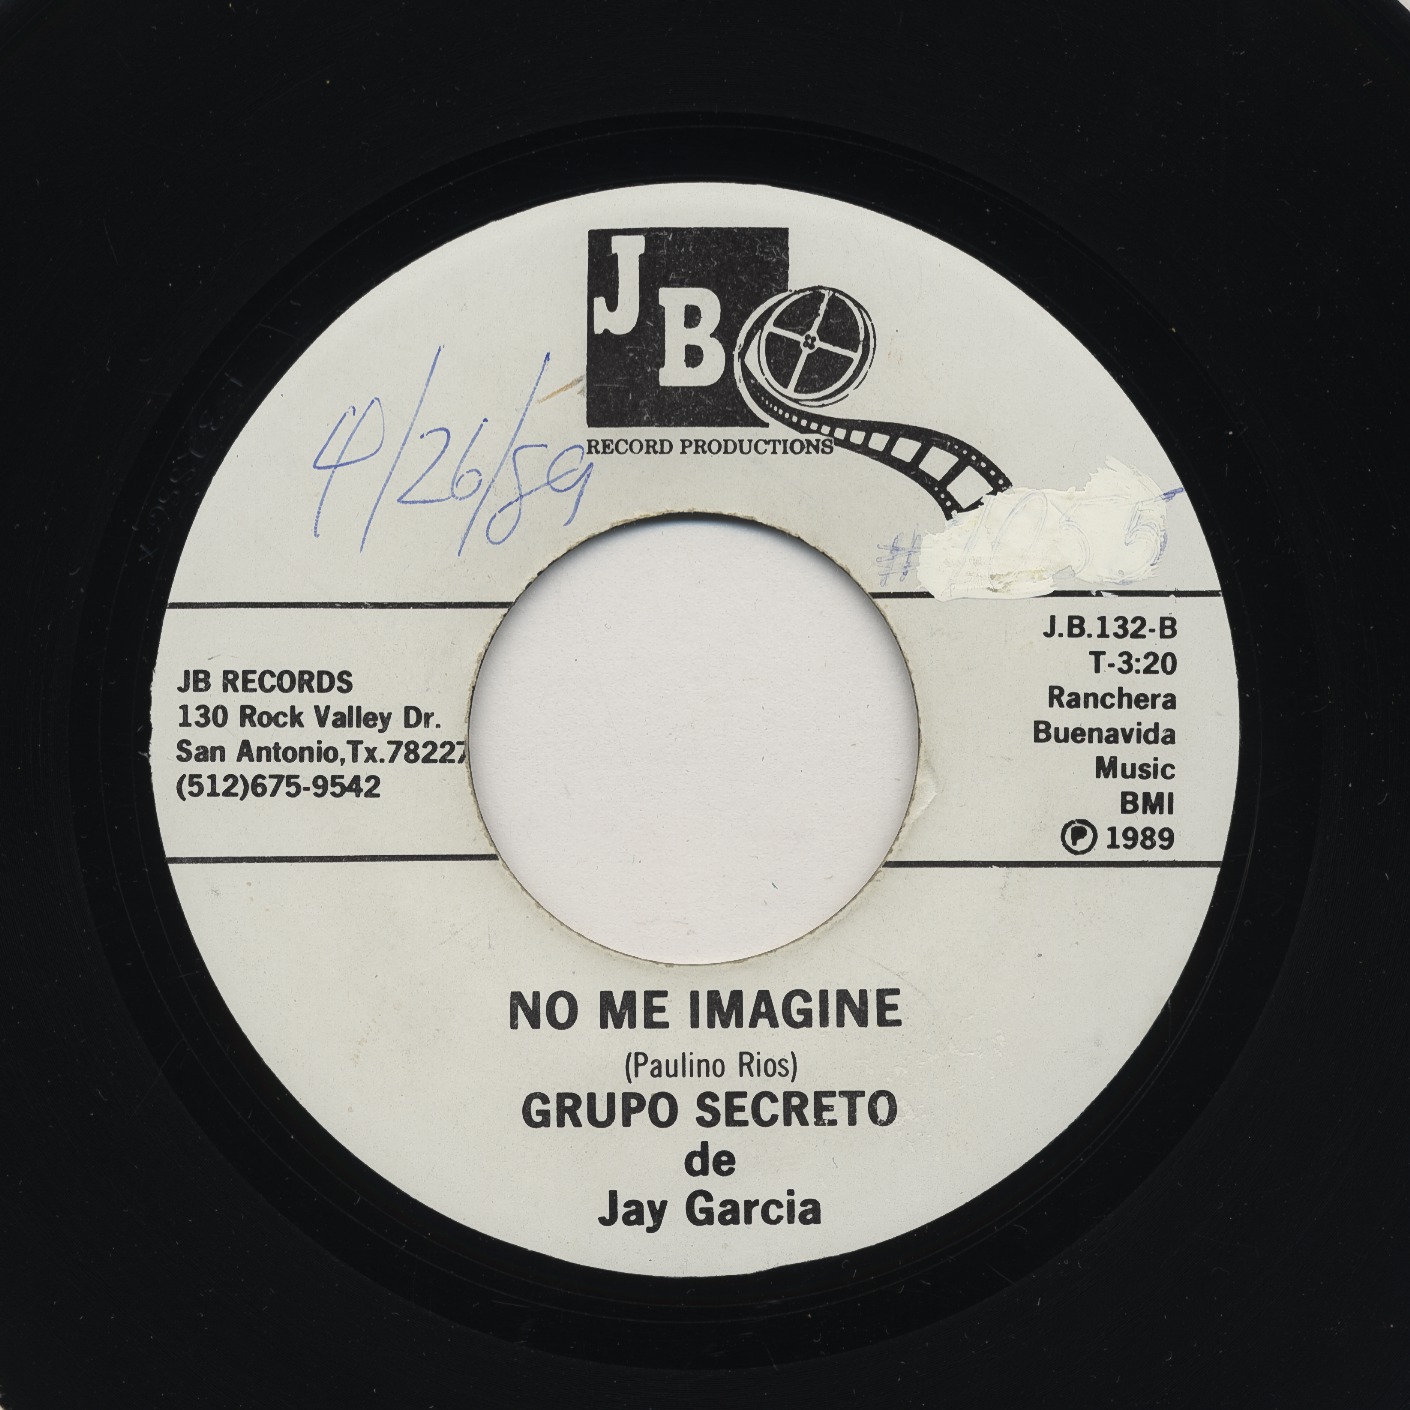 JB
RECORD PRODUCTIONS
4/26/89
#
JB RECORDS
130 Rock Valley Dr.
San Antonio,Tx.78227
(512)675-9542
J.B.132-B
T-3:20
Ranchera
Buenavida
Music
BMI
℗ 1989
NO ME IMAGINE
(Paulino Rios)
GRUPO SECRETO
de
Jay Garcia